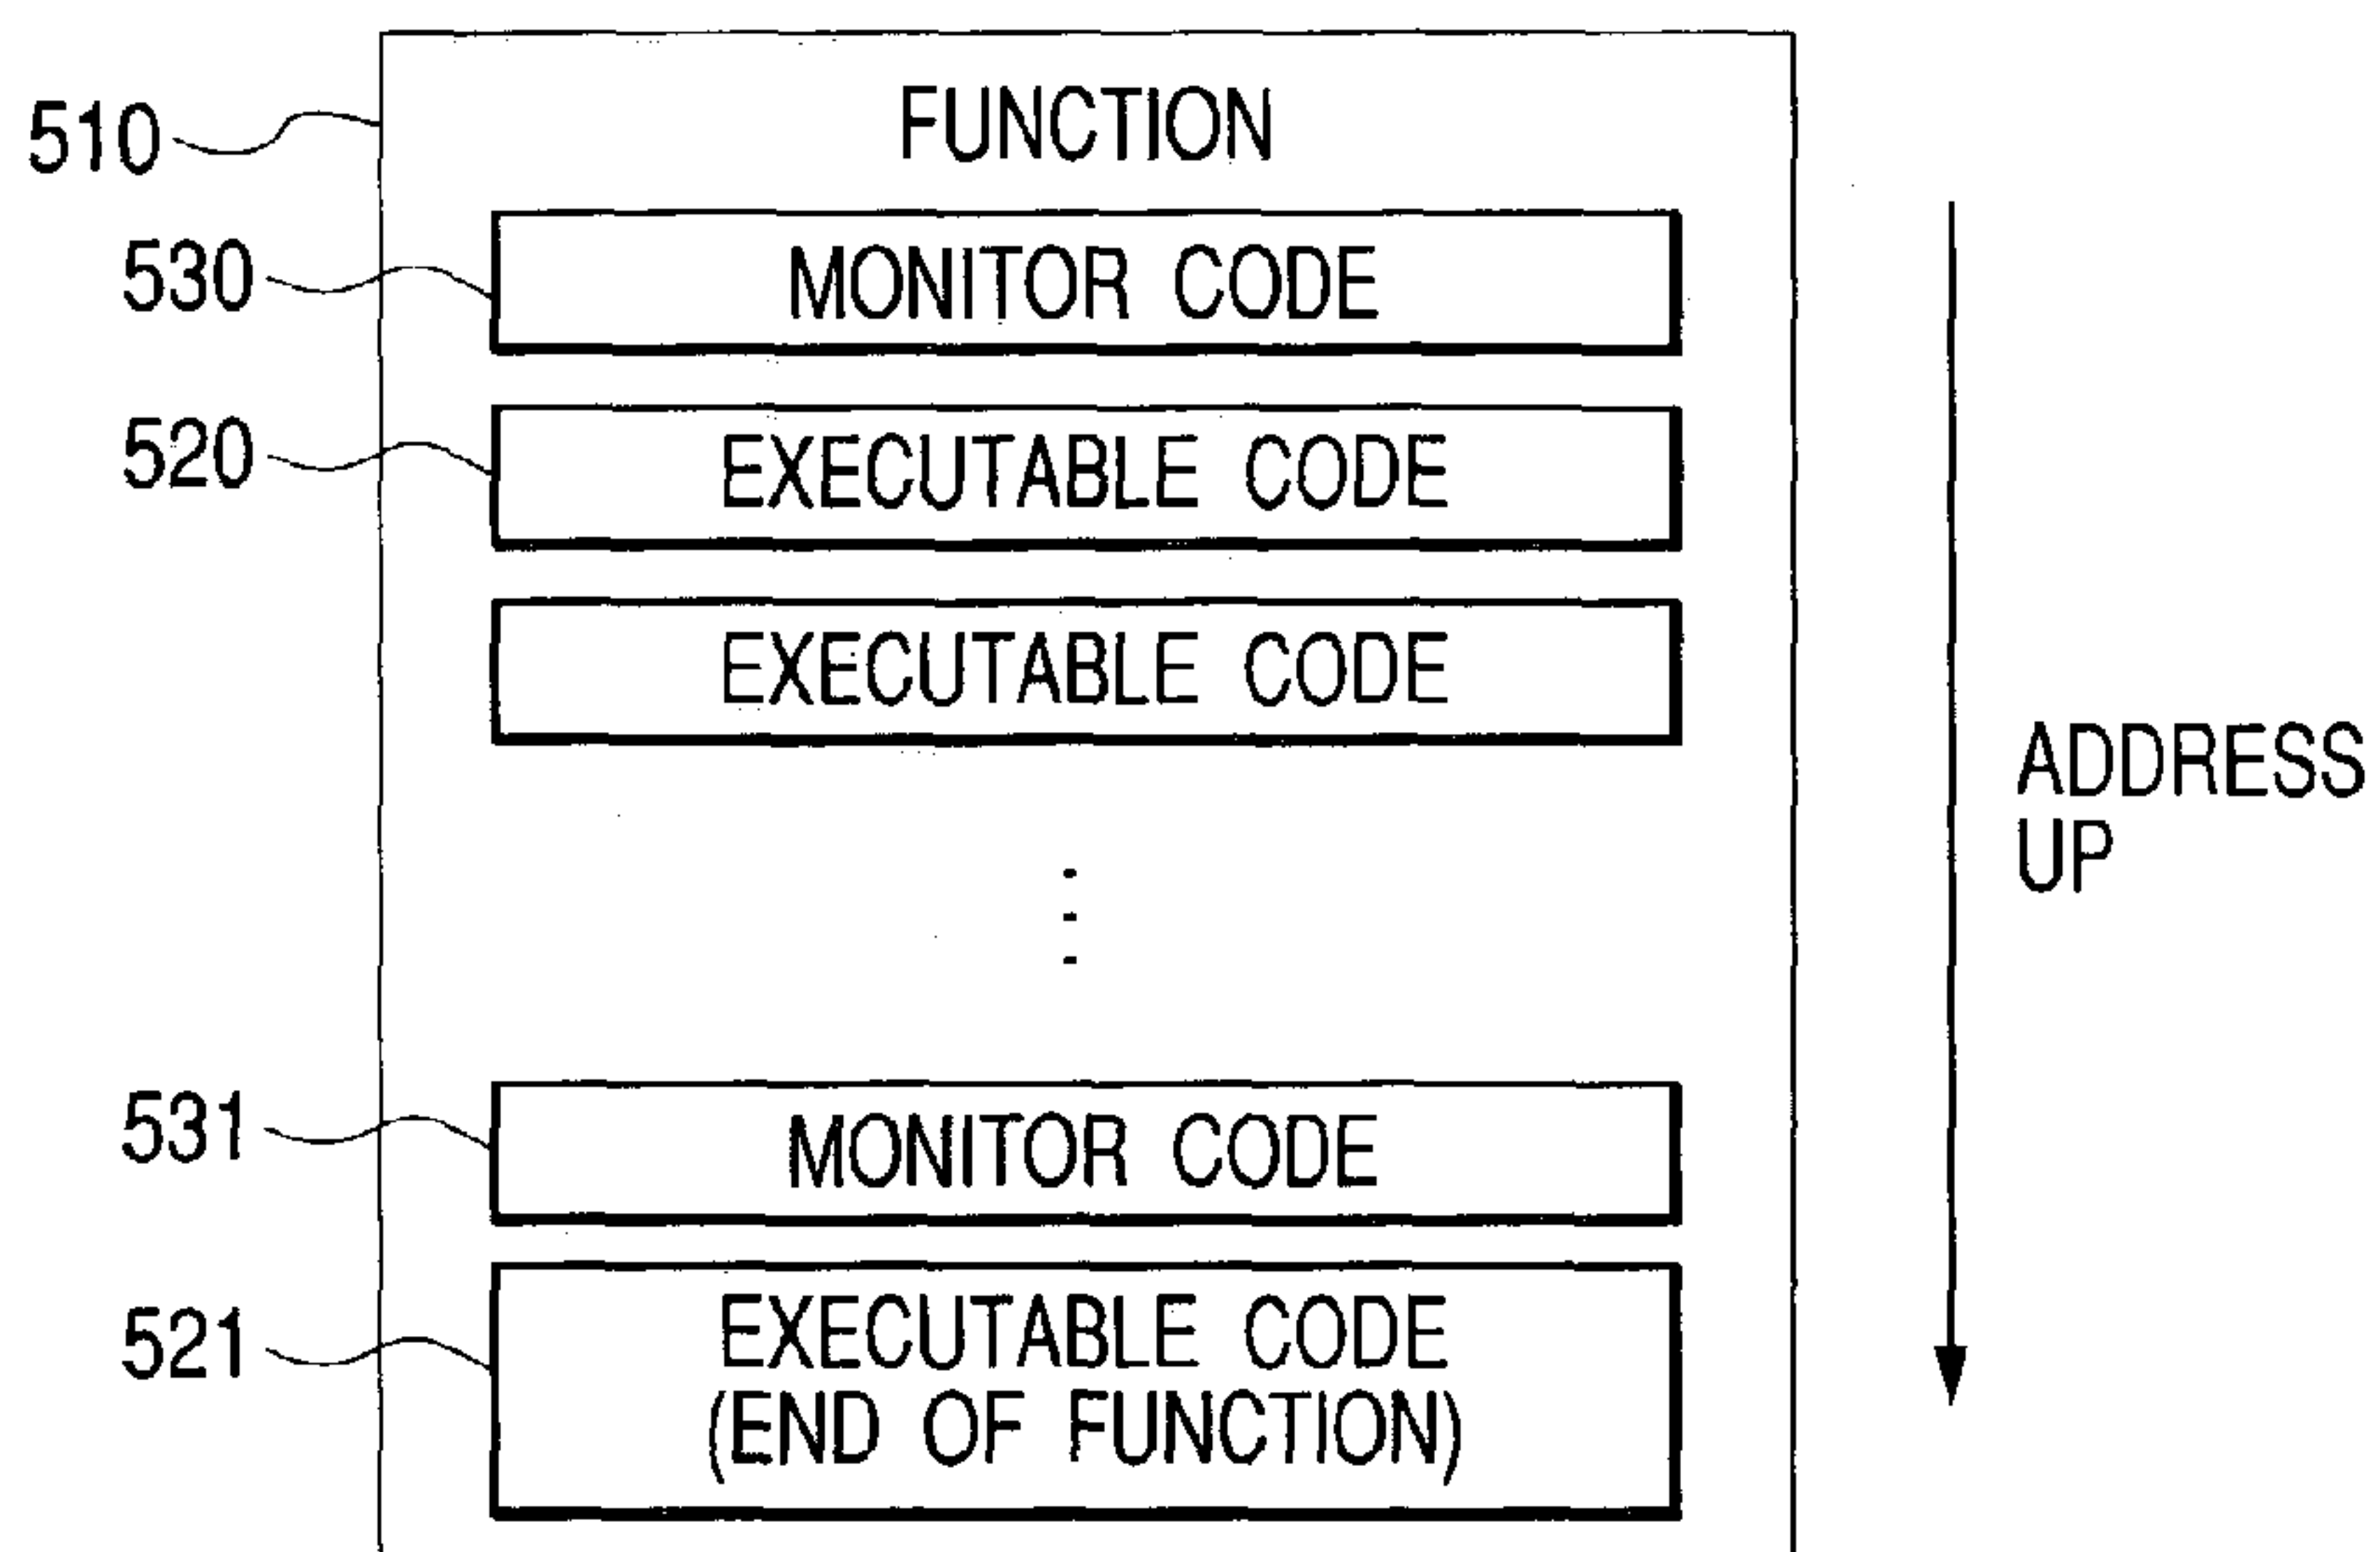 510
FUNCTION
530
MONITOR CODE
520
EXECUTABLE CODE
EXECUTABLE CODE
ADDRESS
UP
531
MONITOR CODE
521
EXECUTABLE CODE
(END OF FUNCTION)